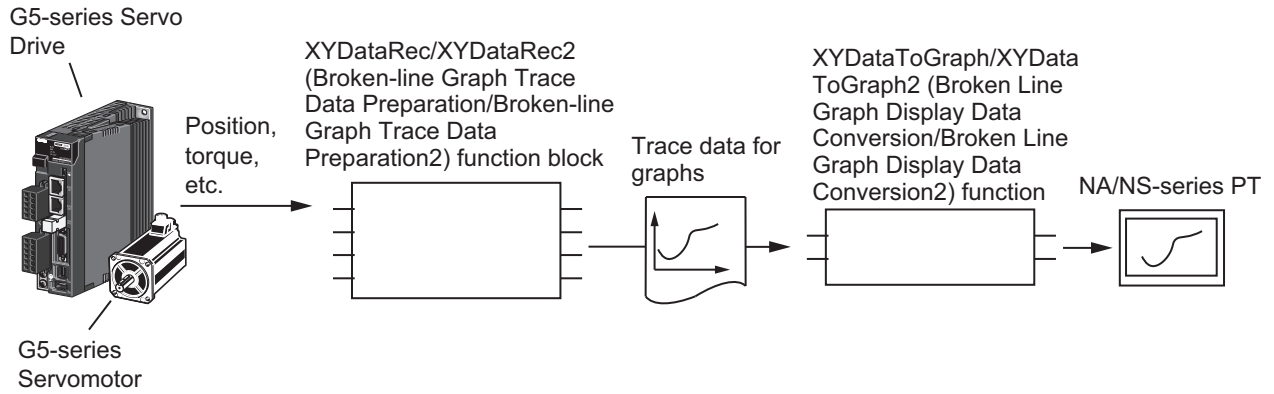 G5-series Servo
Drive
XYDataRec/XYDataRec2
(Broken-line Graph Trace
Data Preparation/Broken-line
Graph Trace Data
Preparation2) function block
Position,
torque,
etc.
Trace data for
graphs
XYDataToGraph/XYData
ToGraph2 (Broken Line
Graph Display Data
Conversion/Broken Line
Graph Display Data
Conversion2) function
NA/NS-series PT
G5-series
Servomotor